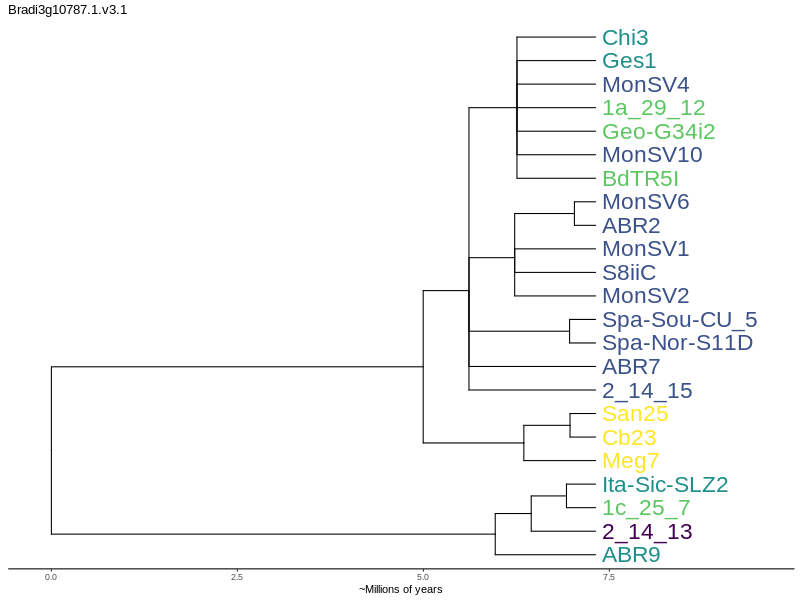 Bradi3g10787.1.v3.1
Chi3
Ges1
MonSV4
1a_29_12
Geo-G34i2
MonSV10
BdTR5I
MonSV6
ABR2
MonSV1
S8iiC
MonSV2
Spa-Sou-CU_5
Spa-Nor-S11D
ABR7
2_14_15
San25
Cb23
Meg7
Ita-Sic-SLZ2
1c_25_7
2_14_13
ABR9
0.0 2.5 5.0 7.5
~Millions of years